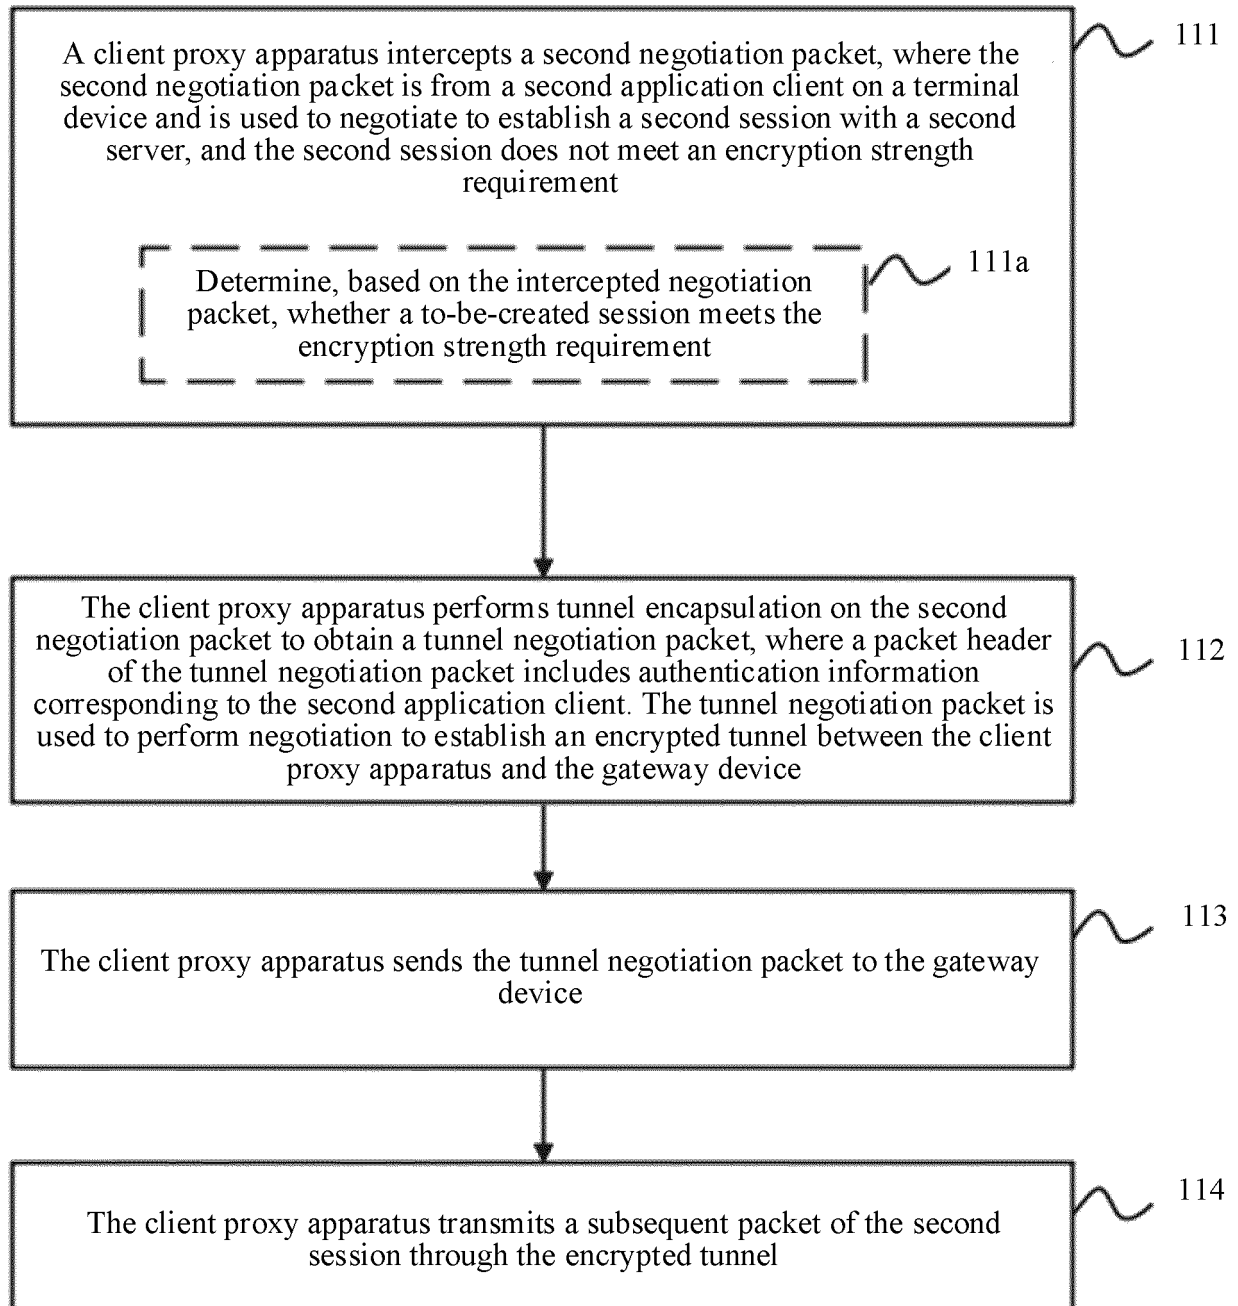 A client proxy apparatus intercepts a second negotiation packet, where the
second negotiation packet is from a second application client on a terminal
device and is used to negotiate to establish a second session with a second
server, and the second session does not meet an encryption strength
requirement
111
Determine, based on the intercepted negotiation
packet, whether a to-be-created session meets the
encryption strength requirement
111a
The client proxy apparatus performs tunnel encapsulation on the second
negotiation packet to obtain a tunnel negotiation packet, where a packet header
of the tunnel negotiation packet includes authentication information
corresponding to the second application client. The tunnel negotiation packet is
used to perform negotiation to establish an encrypted tunnel between the client
proxy apparatus and the gateway device
112
The client proxy apparatus sends the tunnel negotiation packet to the gateway
device
113
The client proxy apparatus transmits a subsequent packet of the second
session through the encrypted tunnel
114